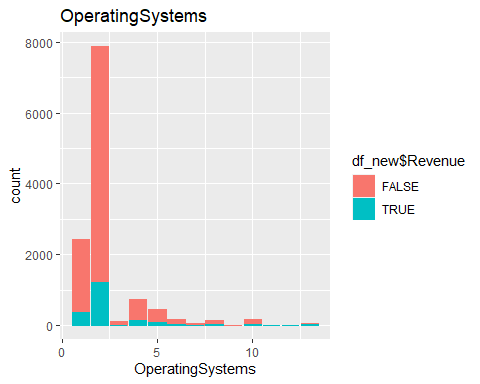 OperatingSystems
8000
6000
4000
2000
0
count
0 5 10
OperatingSystems
df_new$Revenue
FALSE
TRUE